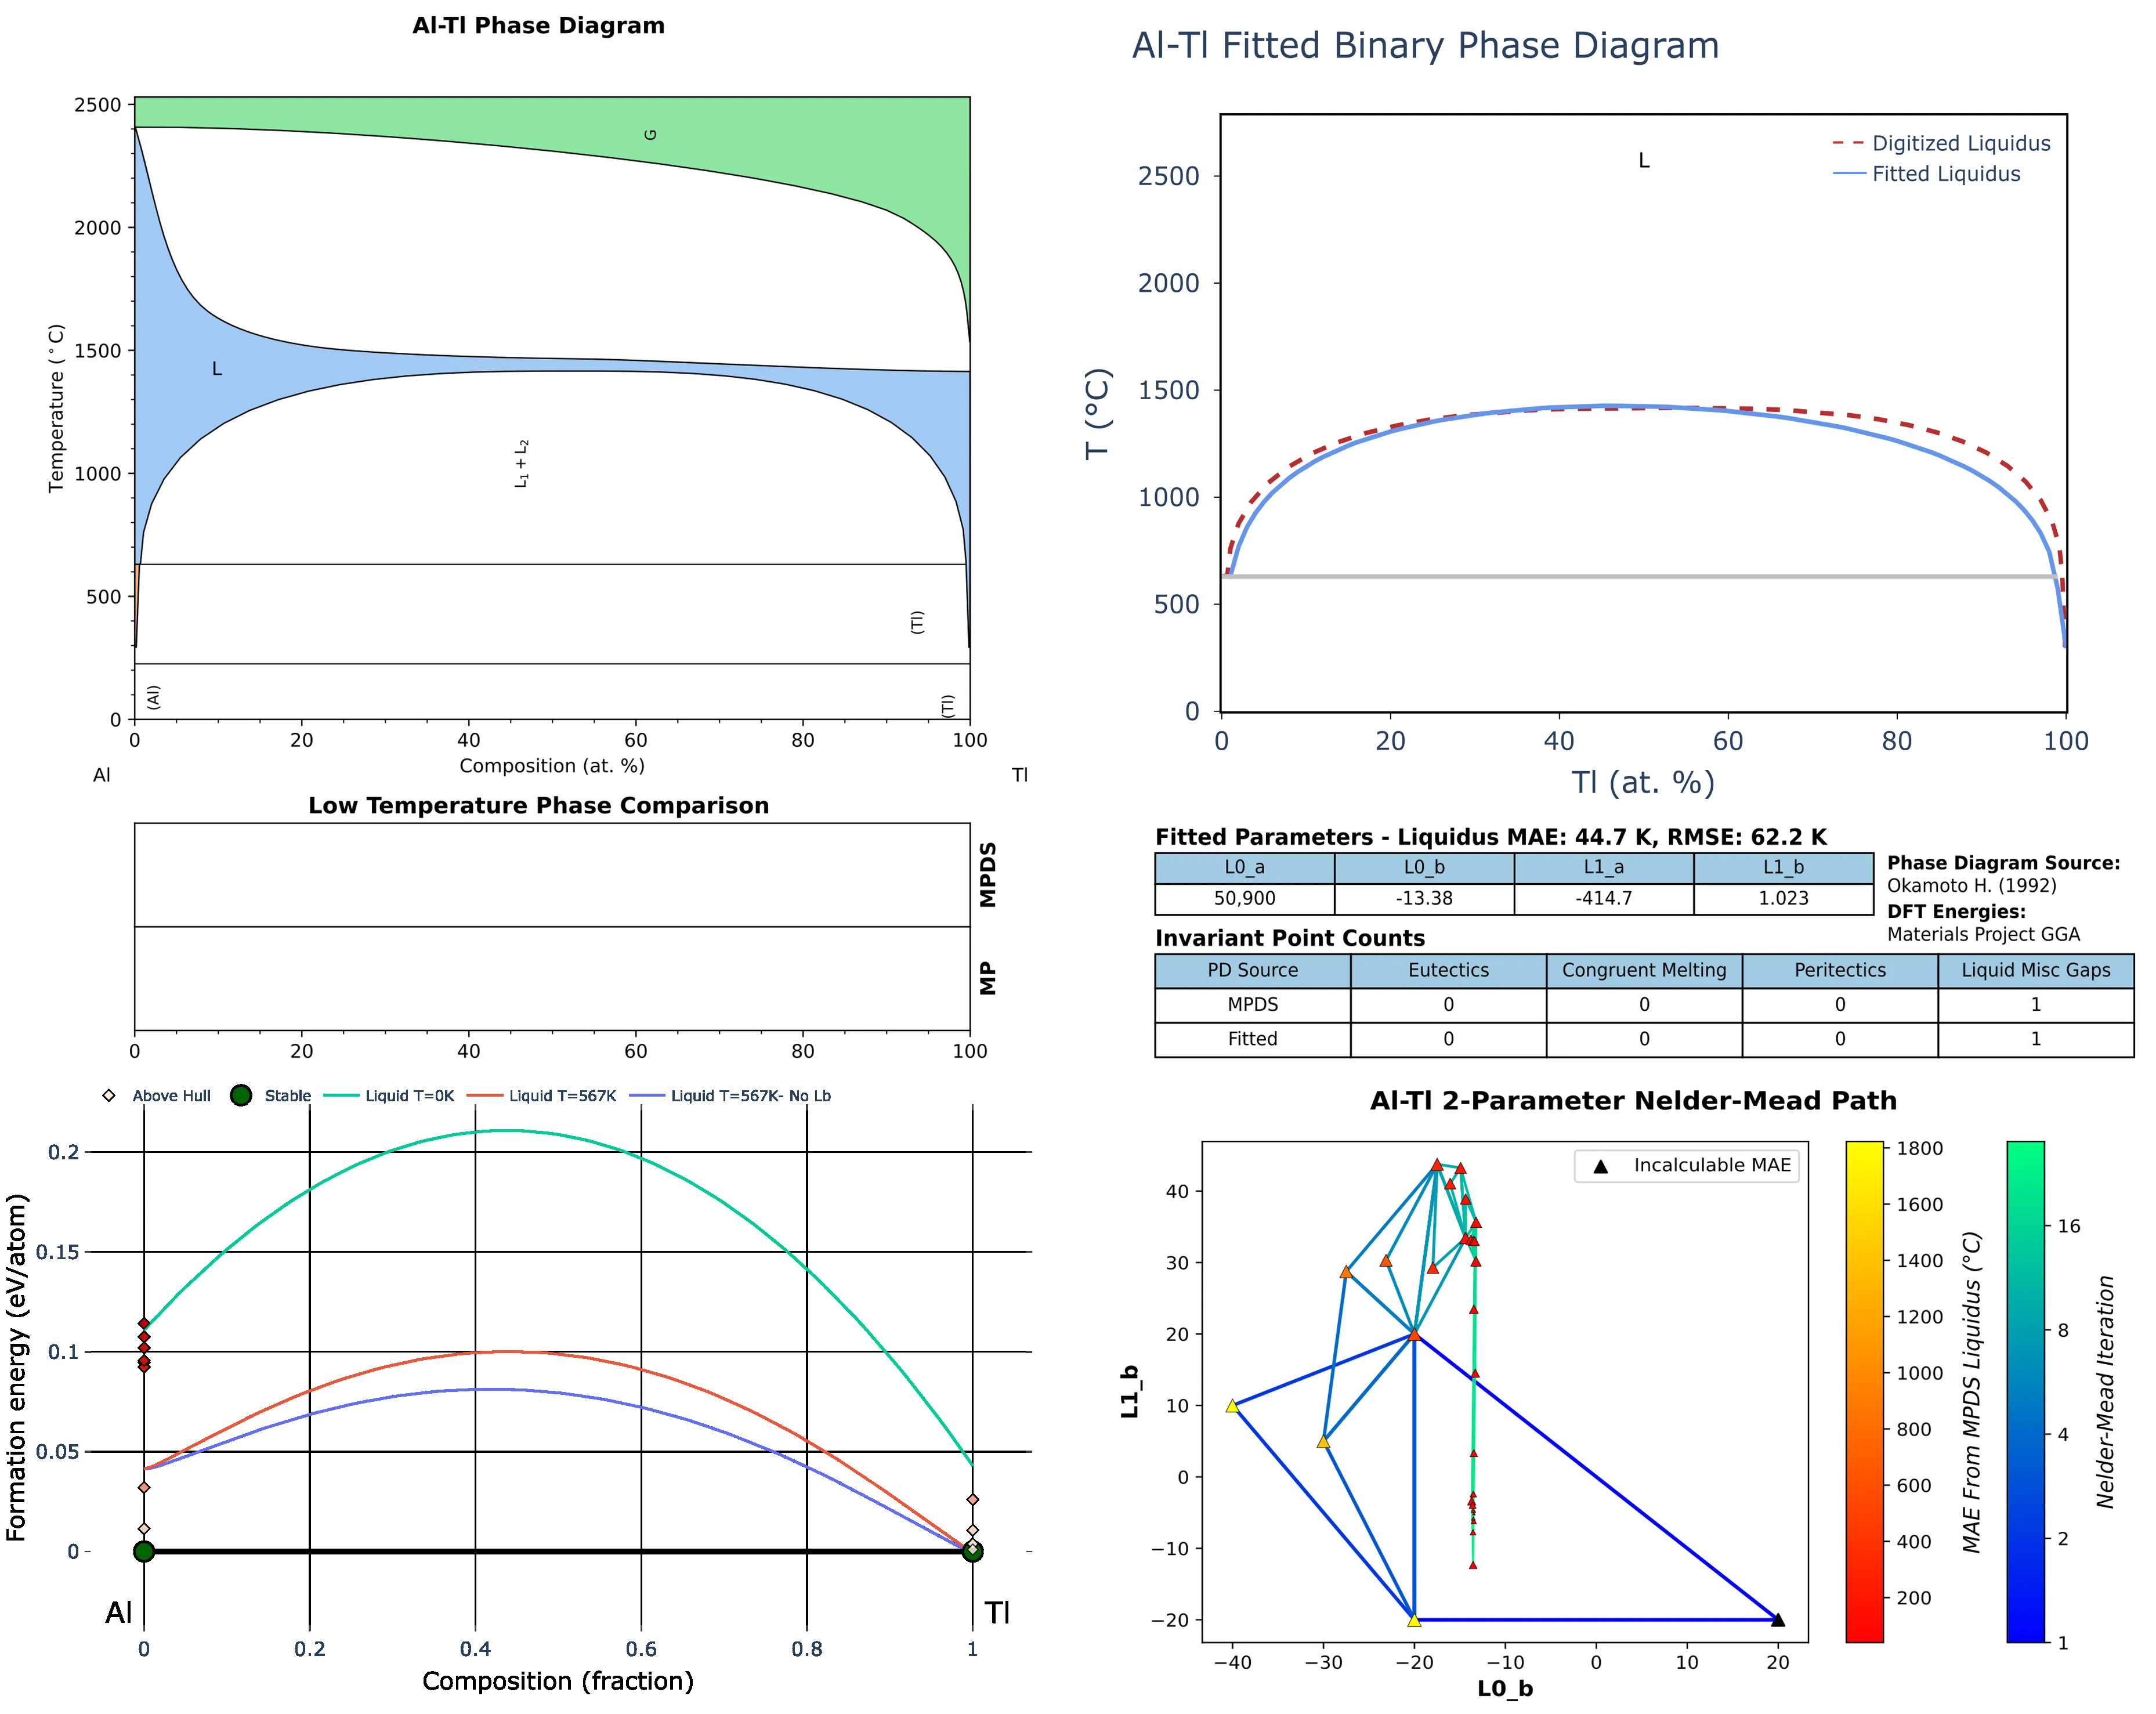 Al-Tl Phase Diagram
2500
2000
1500
1000
500
0
Temperature (°C)
G
L
L1 + L2
(Tl)
(Al)
(Tl)
0 20 40 60 80 100
Composition (at. %)
Al Tl
Al-Tl Fitted Binary Phase Diagram
L
Digitized Liquidus
Fitted Liquidus
2500
2000
1500
1000
500
0
T (°C)
0 20 40 60 80 100
Tl (at. %)
Low Temperature Phase Comparison
MPDS
MP
0 20 40 60 80 100
Fitted Parameters - Liquidus MAE: 44.7 K, RMSE: 62.2 K
L0_a L0_b L1_a L1_b
50,900 -13.38 -414.7 1.023
Phase Diagram Source:
Okamoto H. (1992)
DFT Energies:
Materials Project GGA
Invariant Point Counts
PD Source Eutectics Congruent Melting Peritectics Liquid Misc Gaps
MPDS 0 0 0 1
Fitted 0 0 0 1
Above Hull Stable Liquid T=0K Liquid T=567K Liquid T=567K- No Lb
0.2
0.15
0.1
0.05
0
Formation energy (eV/atom)
Al Tl
0 0.2 0.4 0.6 0.8 1
Composition (fraction)
Al-Tl 2-Parameter Nelder-Mead Path
Incalculable MAE
40
30
20
10
0
−10
−20
L1_b
−40 −30 −20 −10 0 10 20
L0_b
1800
1600
1400
1200
1000
800
600
400
200
MAE From MPDS Liquidus (°C)
16
8
4
2
1
Nelder-Mead Iteration